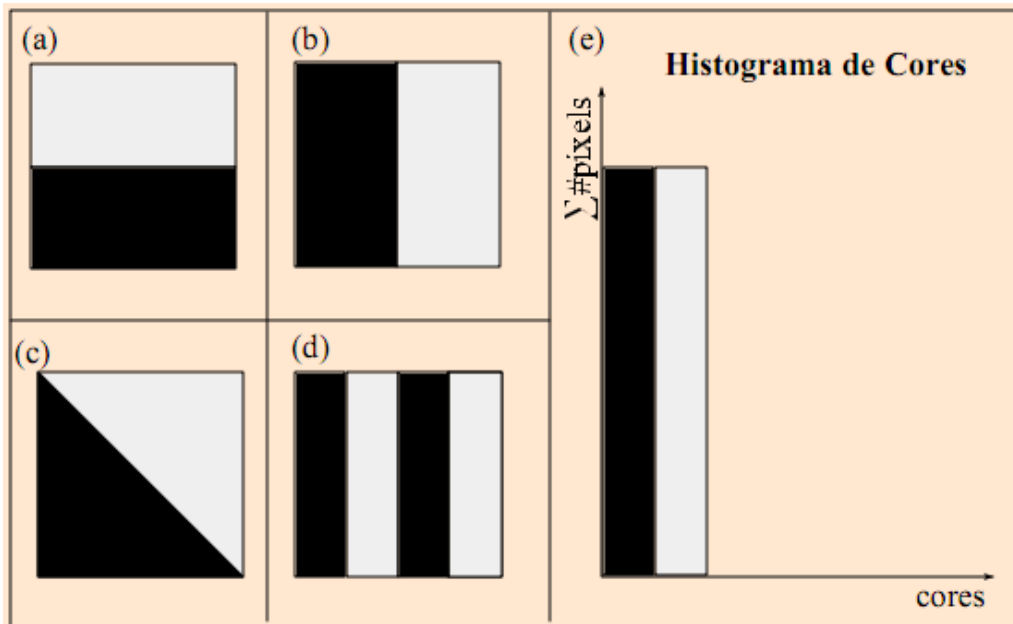 (a)
(b)
(c)
(d)
(e)
Histograma de Cores
∑#pixels
cores